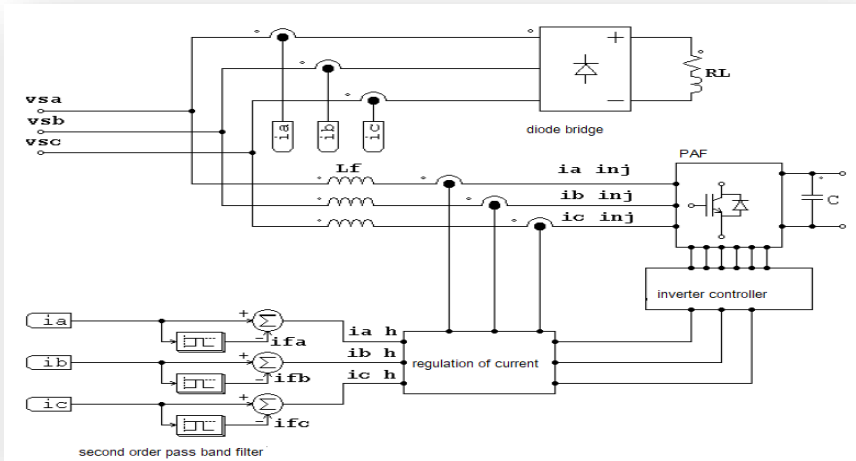 +
RL
vsa
vsb
vsc
ia
ib
ic
diode bridge
PAF
Lf
ia inj
ib inj
ic inj
C
inverter controller
ia
ia h
ifa
ib
ib h
regulation of current
ifb
ic
ic h
ifc
second order pass band filter